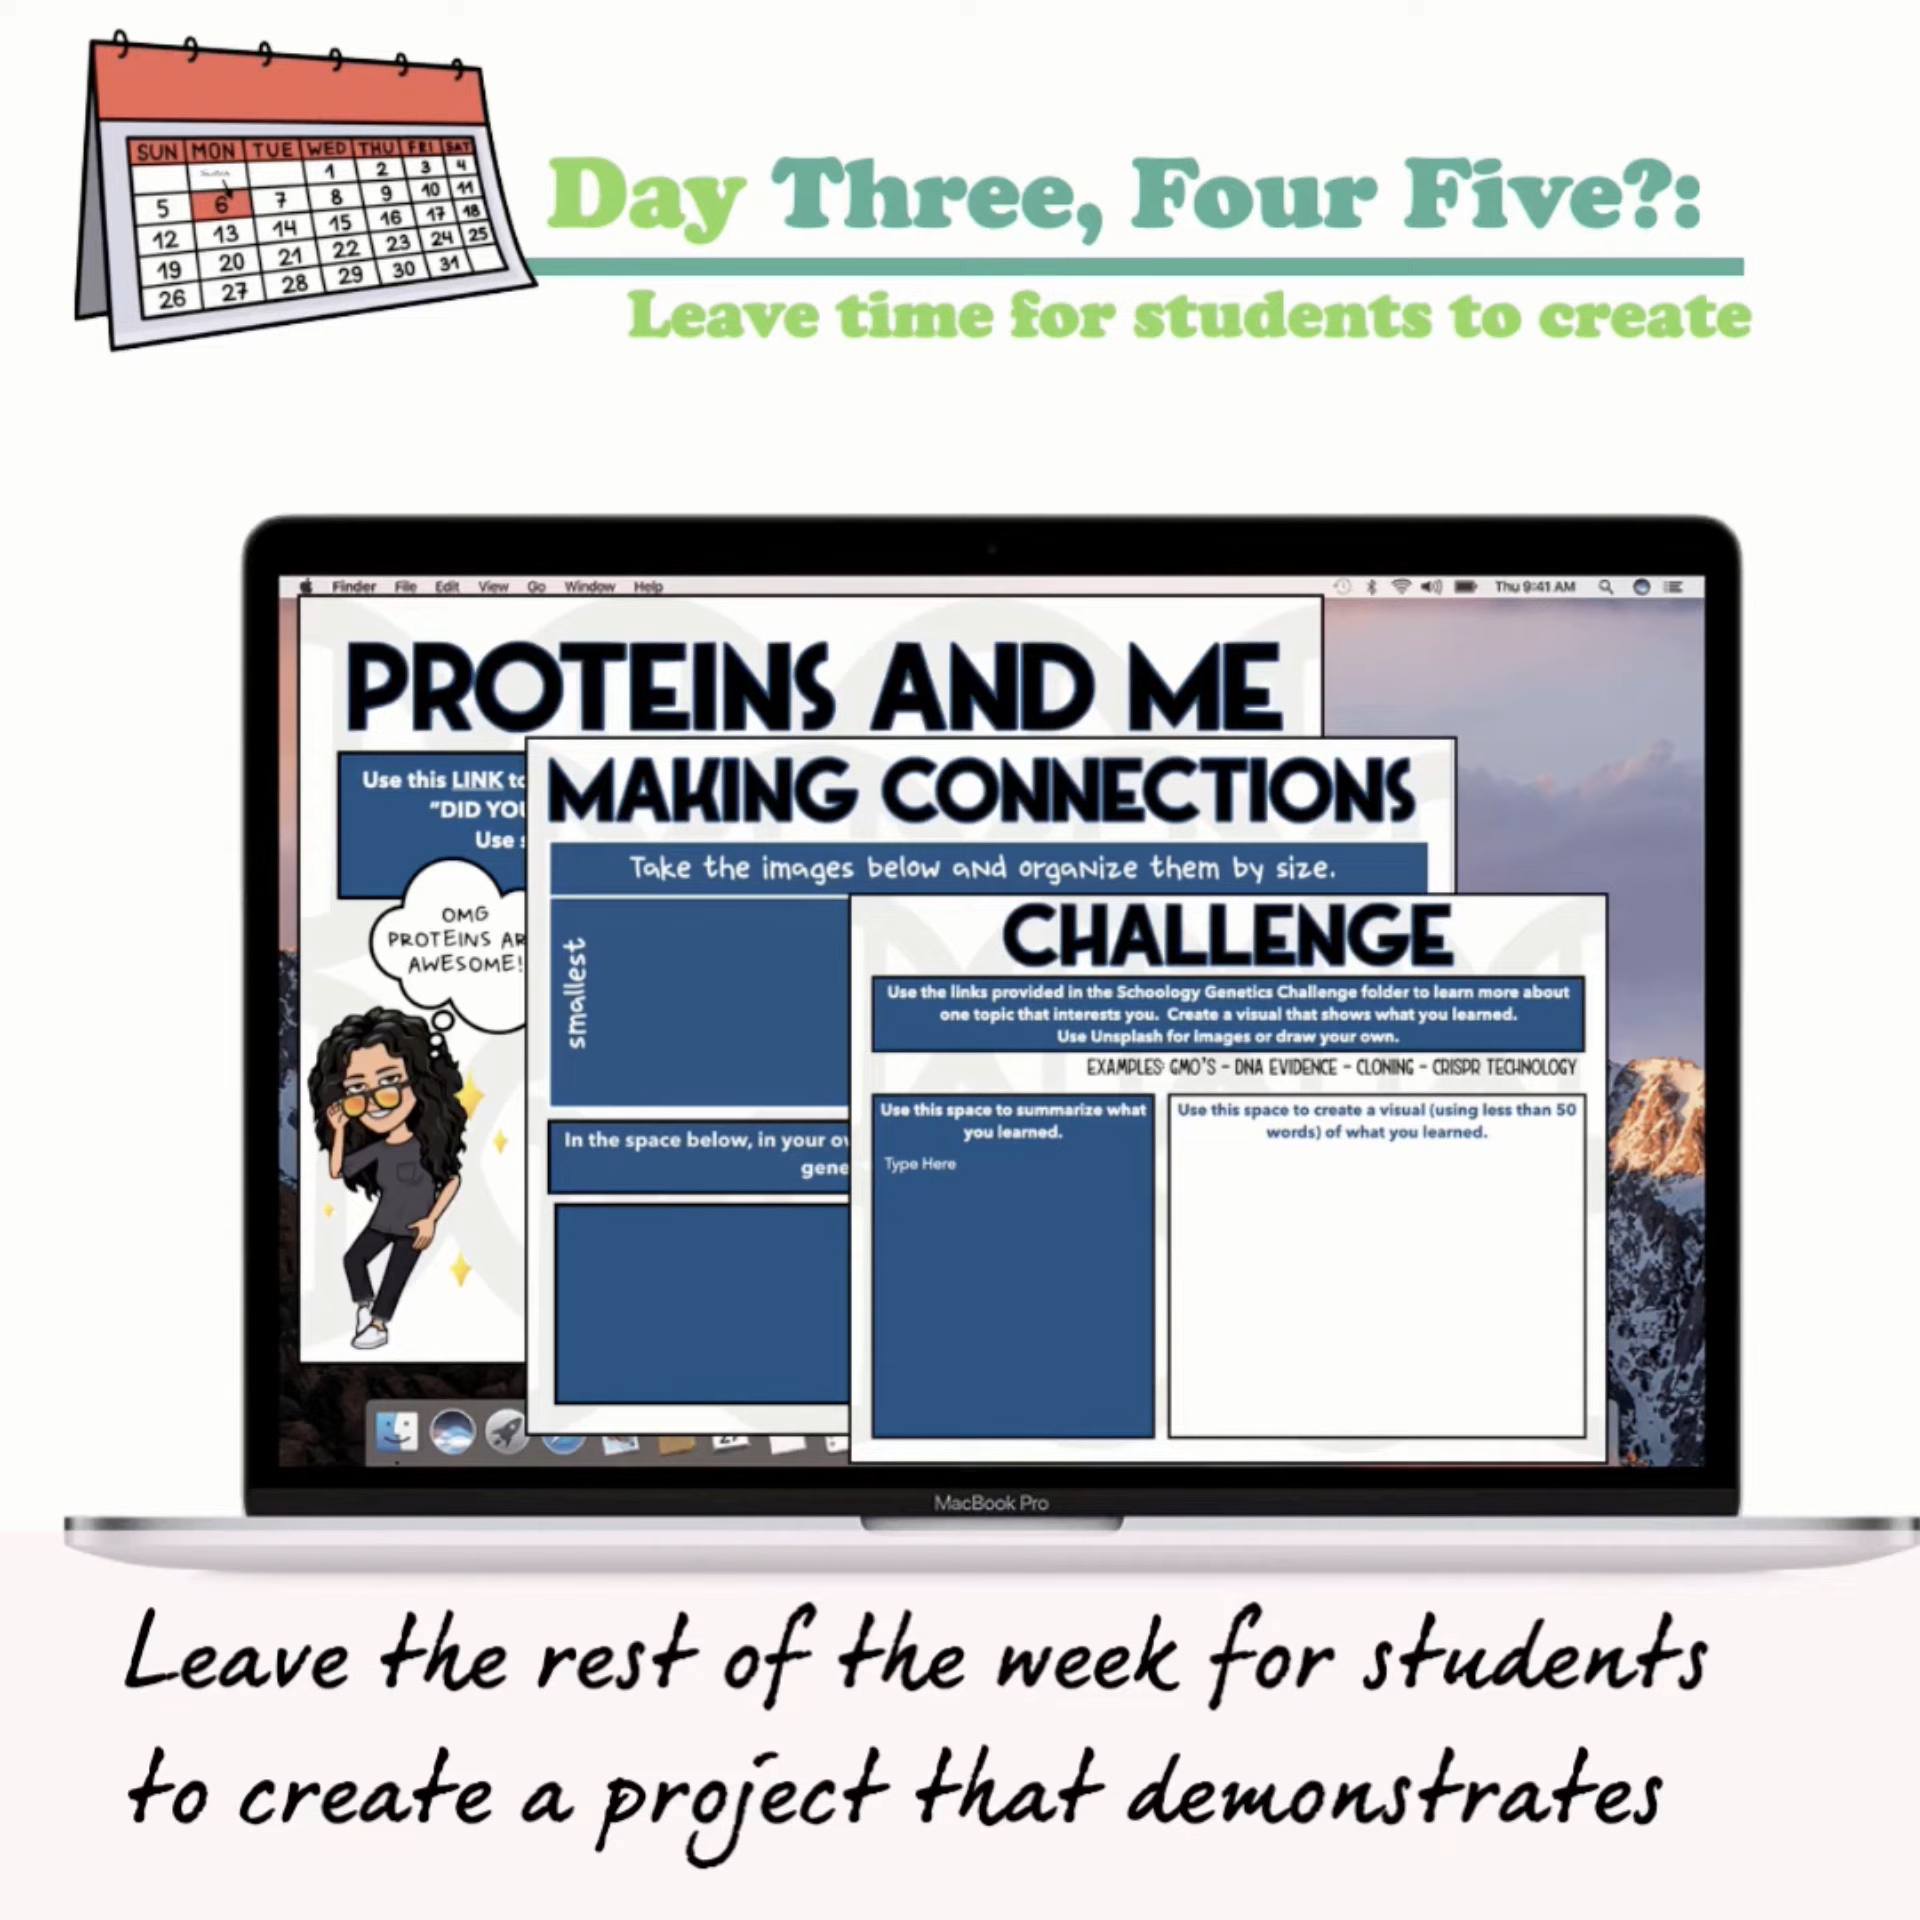 SUN MON TUE WED THU FRI SAT
1 2 3 4
5 6 7 8 9 10 11
12 13 14 15 16 17 18
19 20 21 22 23 24 25
26 27 28 29 30 31
Day Three, Four Five?:
Leave time for students to create
Finder File Edit View Go Window Help
Thu 9:41 AM
PROTEINS AND ME
Use this LINK to
"DID YOU
Use
OMG
PROTEINS AR
AWESOME!
MAKING CONNECTIONS
Take the images below and organize them by size.
smallest
In the space below, in your ow
gene
CHALLENGE
Use the links provided in the Schoology Genetics Challenge folder to learn more about
one topic that interests you. Create a visual that shows what you learned.
Use Unsplash for images or draw your own.
EXAMPLES: GMO'S - DNA EVIDENCE - CLONING - CRISPR TECHNOLOGY
Use this space to summarize what
you learned.
Type Here
Use this space to create a visual (using less than 50
words) of what you learned.
MacBook Pro
Leave the rest of the week for students
to create a project that demonstrates